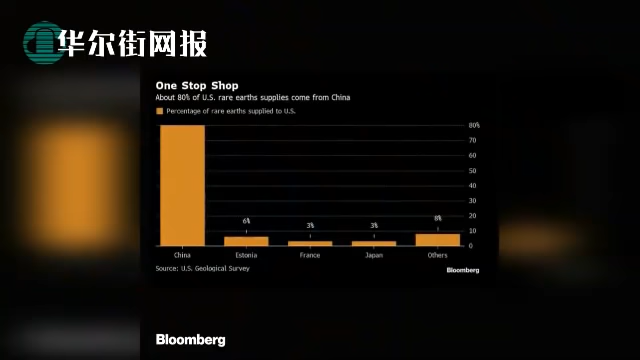 华尔街网报
One Stop Shop
About 80% of U.S. rare earths supplies come from China
Percentage of rare earths supplied to U.S.
80%
70
60
50
40
30
20
10
0
6%
3%
3%
8%
China
Estonia
France
Japan
Others
Source: U.S. Geological Survey
Bloomberg
Bloomberg